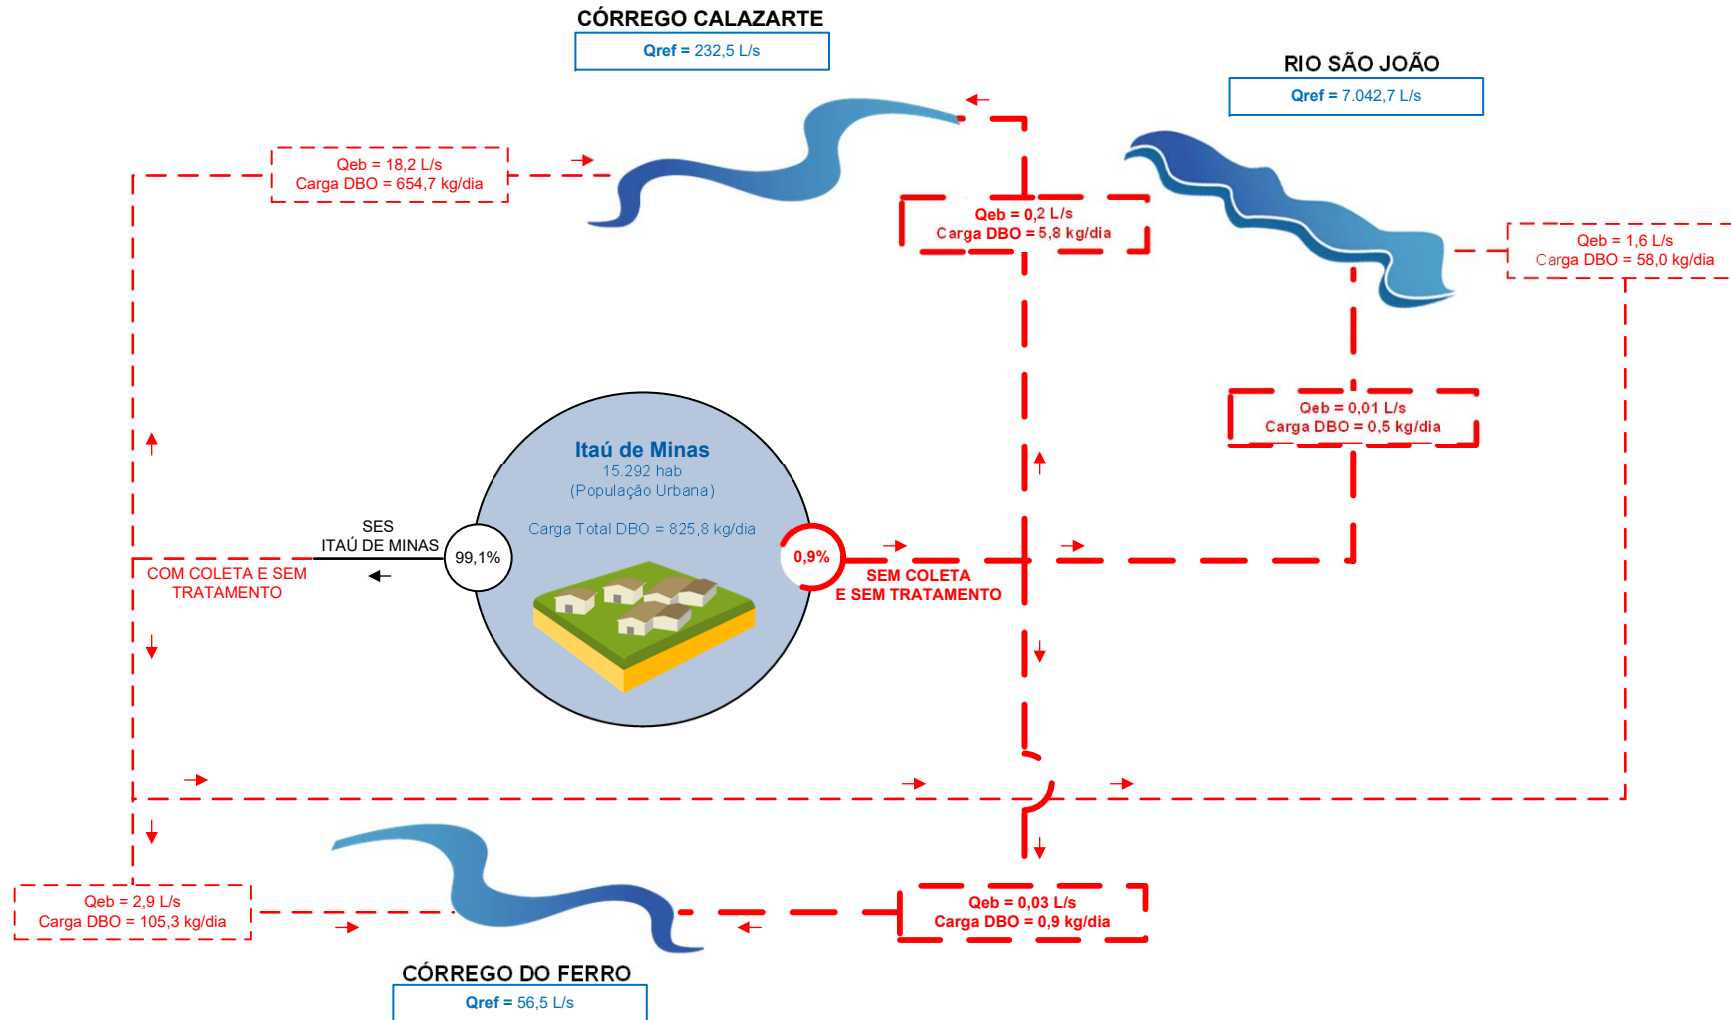 CÓRREGO CALAZARTE
Qref = 232,5 L/s
RIO SÃO JOÃO
Qref = 7.042,7 L/s
Qeb = 18,2 L/s
Carga DBO = 654,7 kg/dia
Qeb = 0,2 L/s
Carga DBO = 5,8 kg/dia
Qeb = 1,6 L/s
Carga DBO = 58,0 kg/dia
Qeb = 0,01 L/s
Carga DBO = 0,5 kg/dia
Itaú de Minas
15.292 hab
(População Urbana)
Carga Total DBO = 825,8 kg/dia
SES
ITAÚ DE MINAS
99,1%
0,9%
COM COLETA E SEM
TRATAMENTO
SEM COLETA
E SEM TRATAMENTO
Qeb = 2,9 L/s
Carga DBO = 105,3 kg/dia
Qeb = 0,03 L/s
Carga DBO = 0,9 kg/dia
CÓRREGO DO FERRO
Qref = 56,5 L/s